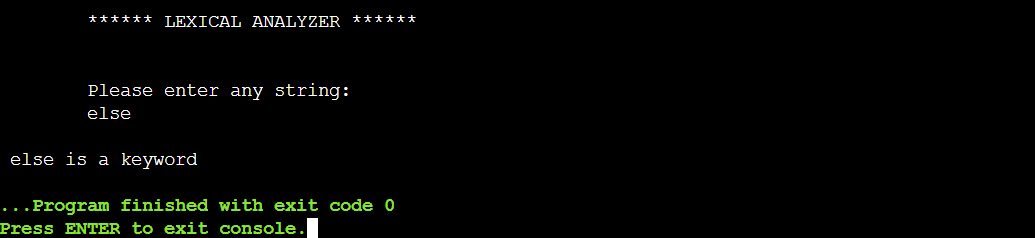 ****** LEXICAL ANALYZER ******
Please enter any string:
else
else is a keyword
...Program finished with exit code 0
Press ENTER to exit console.